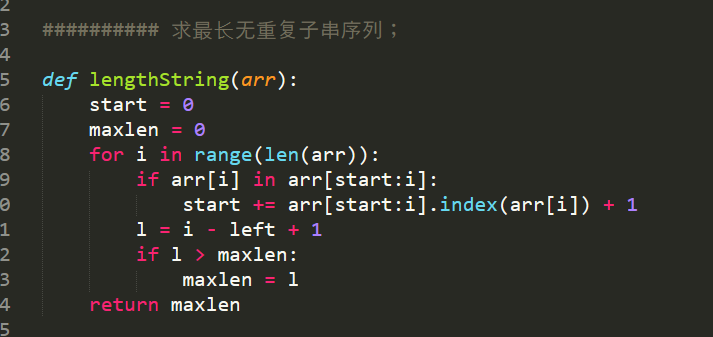 2
3 ########## 求最长无重复子串序列；
4
5 def lengthString(arr):
6     start = 0
7     maxlen = 0
8     for i in range(len(arr)):
9         if arr[i] in arr[start:i]:
0             start += arr[start:i].index(arr[i]) + 1
1         l = i - left + 1
2         if l > maxlen:
3             maxlen = l
4     return maxlen
5